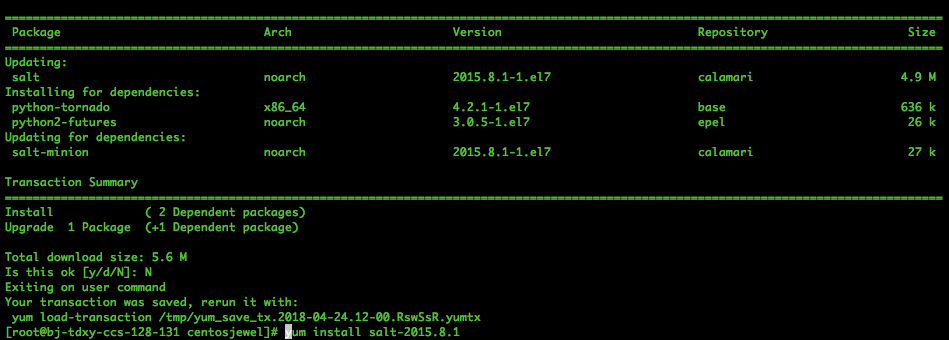 Package Arch Version Repository Size
Updating:
salt noarch 2015.8.1-1.el7 calamari 4.9 M
Installing for dependencies:
python-tornado x86_64 4.2.1-1.el7 base 636 k
python2-futures noarch 3.0.5-1.el7 epel 26 k
Updating for dependencies:
salt-minion noarch 2015.8.1-1.el7 calamari 27 k
Transaction Summary
Install ( 2 Dependent packages)
Upgrade 1 Package (+1 Dependent package)
Total download size: 5.6 M
Is this ok [y/d/N]: N
Exiting on user command
Your transaction was saved, rerun it with:
yum load-transaction /tmp/yum_save_tx.2018-04-24.12-00.RswSsR.yumtx
[root@bj-tdxy-ccs-128-131 centosjewel]# yum install salt-2015.8.1